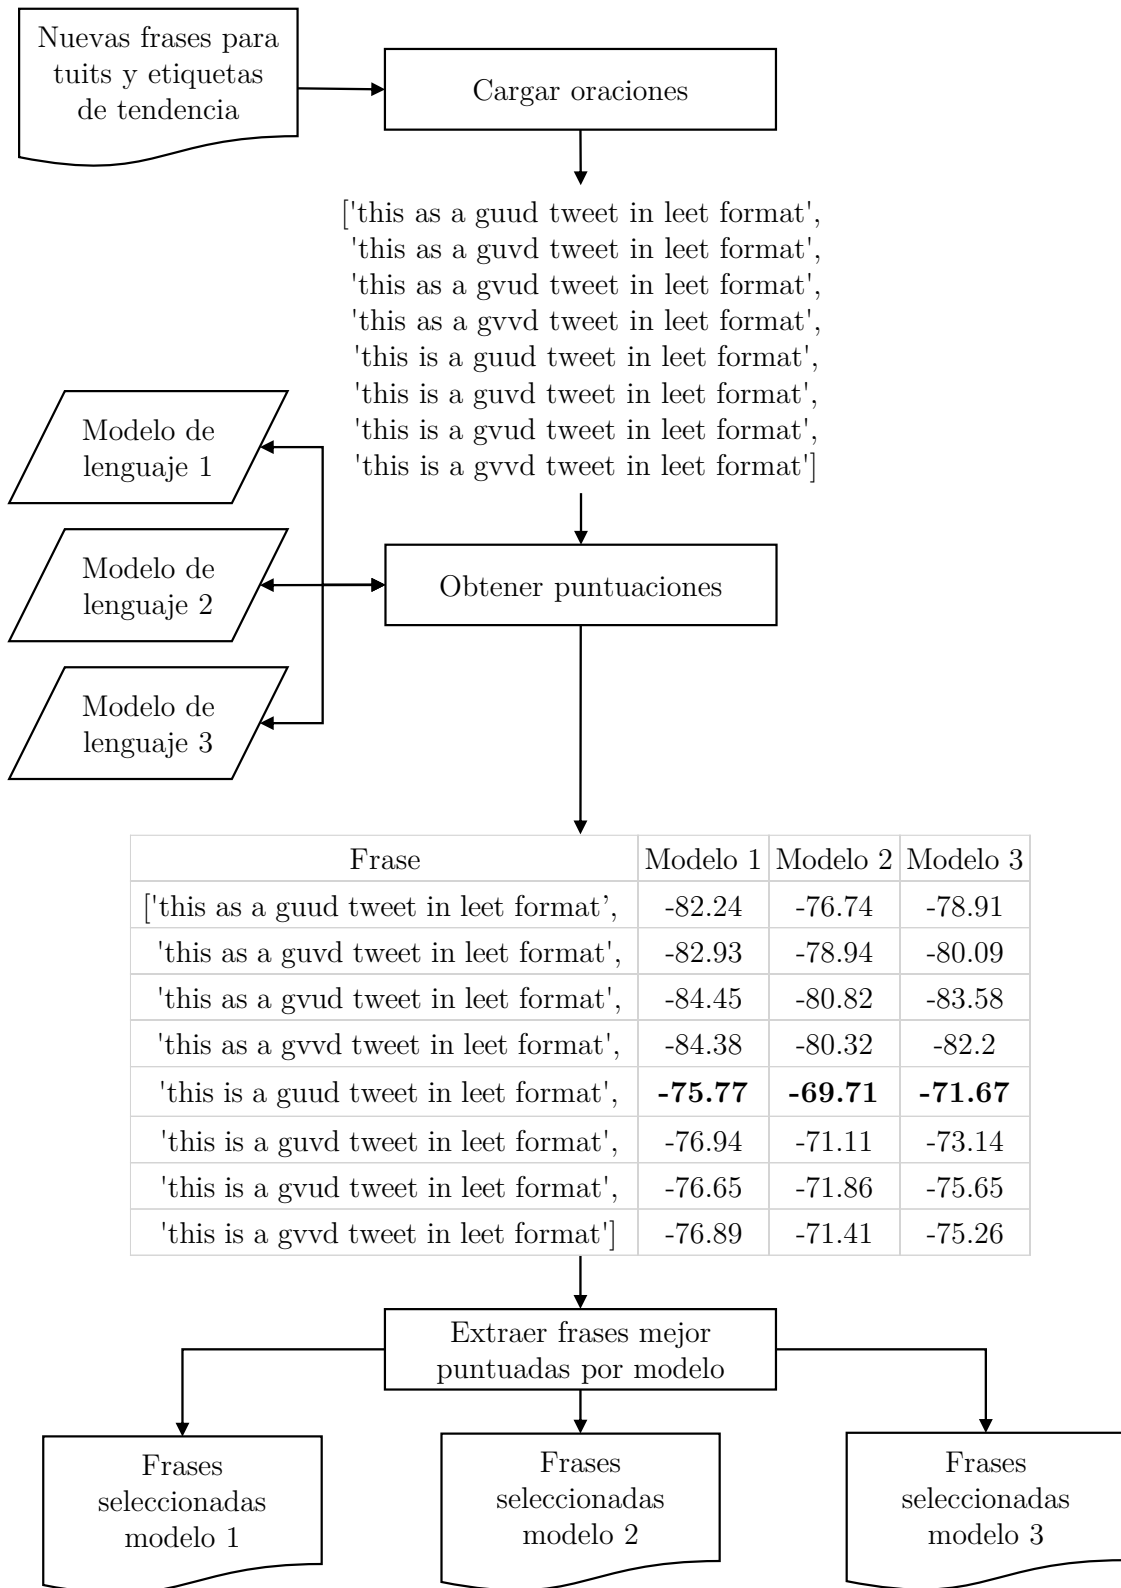 Nuevas frases para
tuits y etiquetas
de tendencia
Cargar oraciones
['this as a guud tweet in leet format',
'this as a guvd tweet in leet format',
'this as a gvud tweet in leet format',
'this as a gvvd tweet in leet format',
'this is a guud tweet in leet format',
'this is a guvd tweet in leet format',
'this is a gvud tweet in leet format',
'this is a gvvd tweet in leet format']
Modelo de
lenguaje 1
Modelo de
lenguaje 2
Obtener puntuaciones
Modelo de
lenguaje 3
Frase Modelo 1 Modelo 2 Modelo 3
['this as a guud tweet in leet format’, -82.24 -76.74 -78.91
'this as a guvd tweet in leet format', -82.93 -78.94 -80.09
'this as a gvud tweet in leet format', -84.45 -80.82 -83.58
'this as a gvvd tweet in leet format', -84.38 -80.32 -82.2
'this is a guud tweet in leet format', -75.77 -69.71 -71.67
'this is a guvd tweet in leet format', -76.94 -71.11 -73.14
'this is a gvud tweet in leet format', -76.65 -71.86 -75.65
'this is a gvvd tweet in leet format'] -76.89 -71.41 -75.26
Extraer frases mejor
puntuadas por modelo
Frases
seleccionadas
modelo 1
Frases
seleccionadas
modelo 2
Frases
seleccionadas
modelo 3